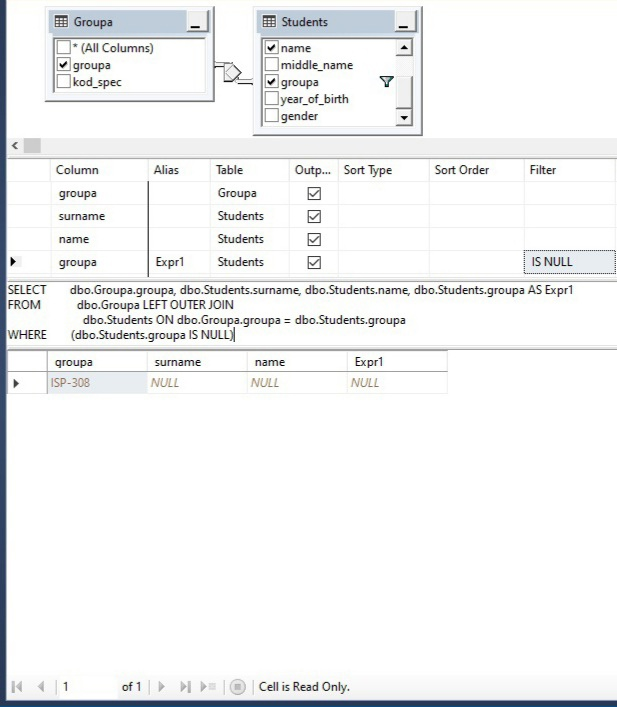 Groupa
* (All Columns)
groupa
kod_spec
Students
name
middle_name
groupa
year_of_birth
gender
Column Alias Table Outp... Sort Type Sort Order Filter
groupa Groupa
surname Students
name Students
groupa Expr1 Students IS NULL
SELECT dbo.Groupa.groupa, dbo.Students.surname, dbo.Students.name, dbo.Students.groupa AS Expr1
FROM dbo.Groupa LEFT OUTER JOIN
dbo.Students ON dbo.Groupa.groupa = dbo.Students.groupa
WHERE (dbo.Students.groupa IS NULL)
groupa surname name Expr1
ISP-308 NULL NULL NULL
1 of 1 Cell is Read Only.